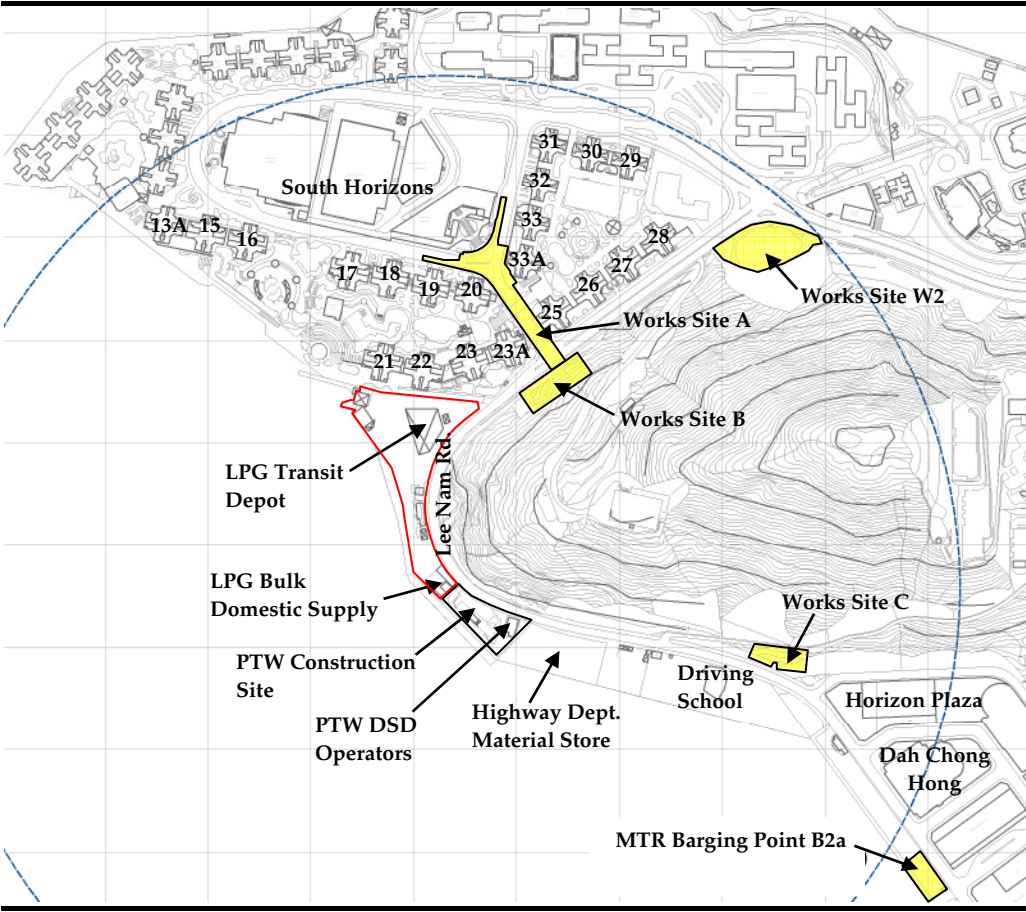 31
30
29
32
South Horizons
33
13A
15
16
28
33A
27
17
18
19
20
26
Works Site W2
25
Works Site A
23
23A
21
22
Works Site B
LPG Transit
Depot
Lee Nam Rd.
LPG Bulk
Domestic Supply
Works Site C
PTW Construction
Site
Driving
School
Horizon Plaza
PTW DSD
Operators
Highway Dept.
Material Store
Dah Chong
Hong
MTR Barging Point B2a